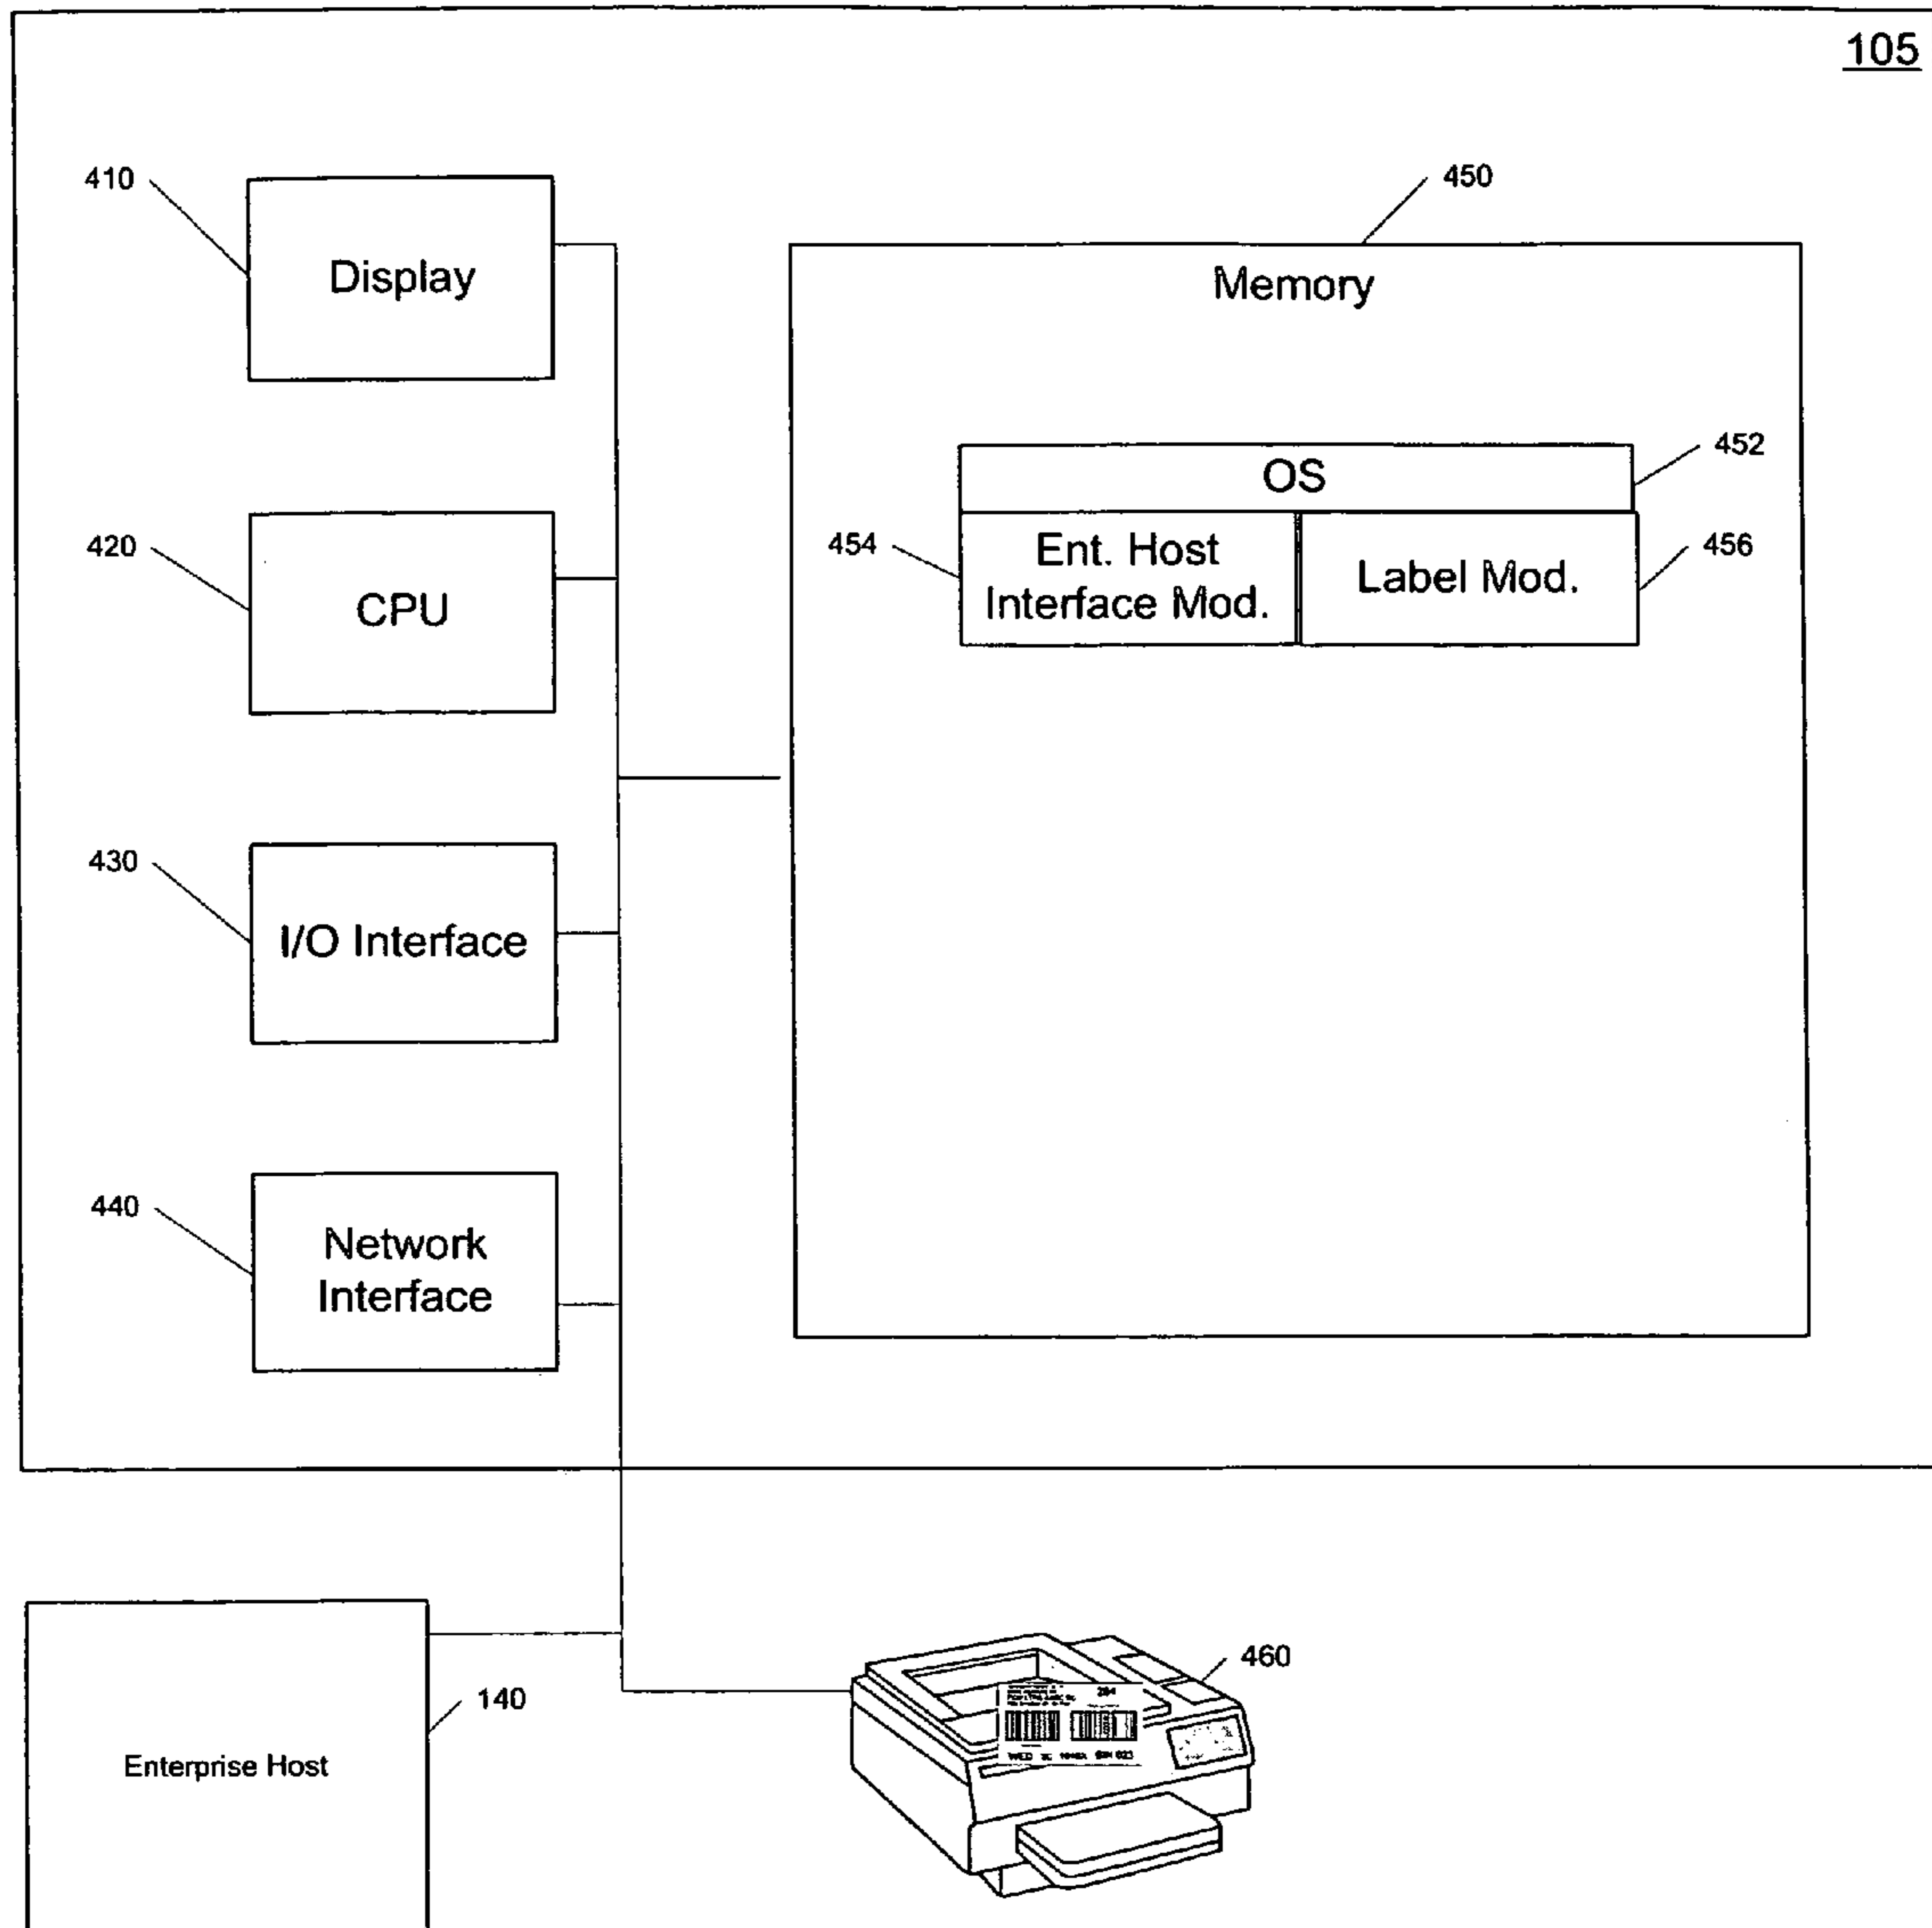 105
410
Display
450
Memory
420
CPU
452
OS
454
Ent. Host
Interface Mod.
Label Mod.
456
430
I/O Interface
440
Network
Interface
140
Enterprise Host
460